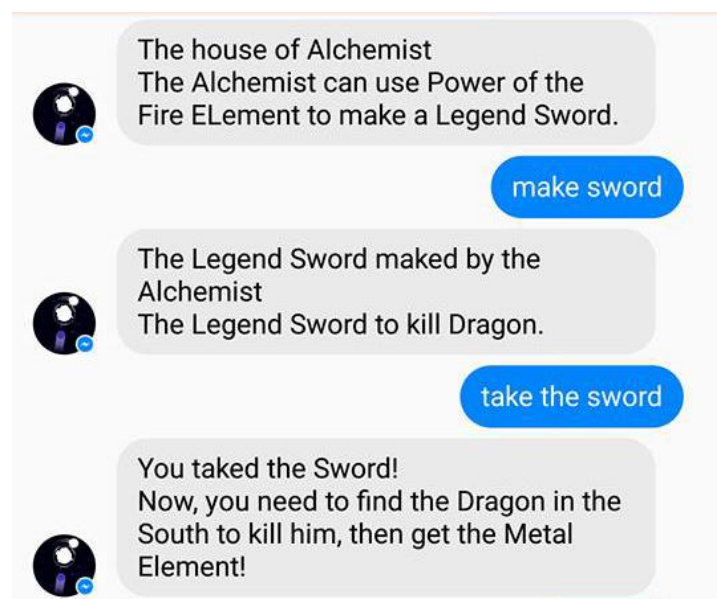 The house of Alchemist
The Alchemist can use Power of the
Fire ELement to make a Legend Sword.
make sword
The Legend Sword maked by the
Alchemist
The Legend Sword to kill Dragon.
take the sword
You taked the Sword!
Now, you need to find the Dragon in the
South to kill him, then get the Metal
Element!